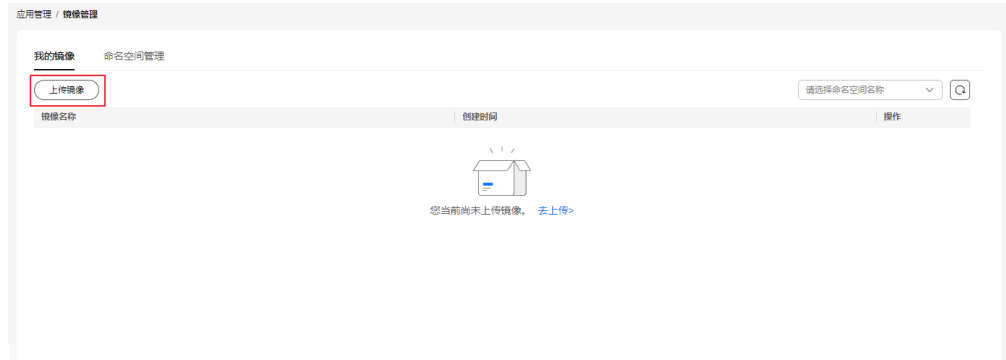 应用管理 / 镜像管理
我的镜像 命名空间管理
上传镜像 请选择命名空间名称
镜像名称 创建时间 操作
您当前尚未上传镜像。 去上传>